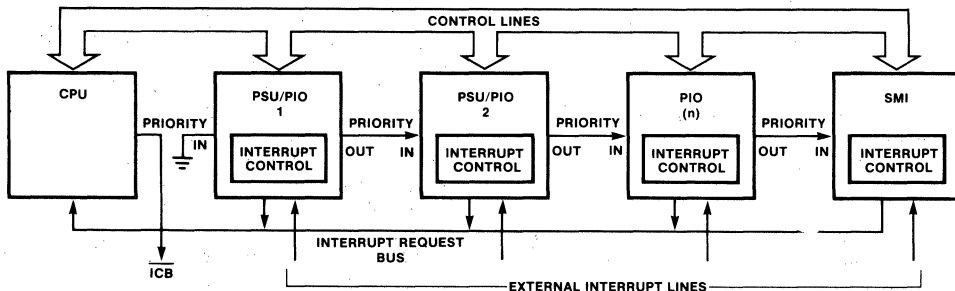 CONTROL LINES
CPU
PSU/PIO
1
PSU/PIO
2
PIO
(n)
SMI
PRIORITY
IN
PRIORITY
OUT IN
PRIORITY
OUT IN
PRIORITY
OUT IN
INTERRUPT
CONTROL
INTERRUPT
CONTROL
INTERRUPT
CONTROL
INTERRUPT
CONTROL
INTERRUPT REQUEST
BUS
ICB
EXTERNAL INTERRUPT LINES